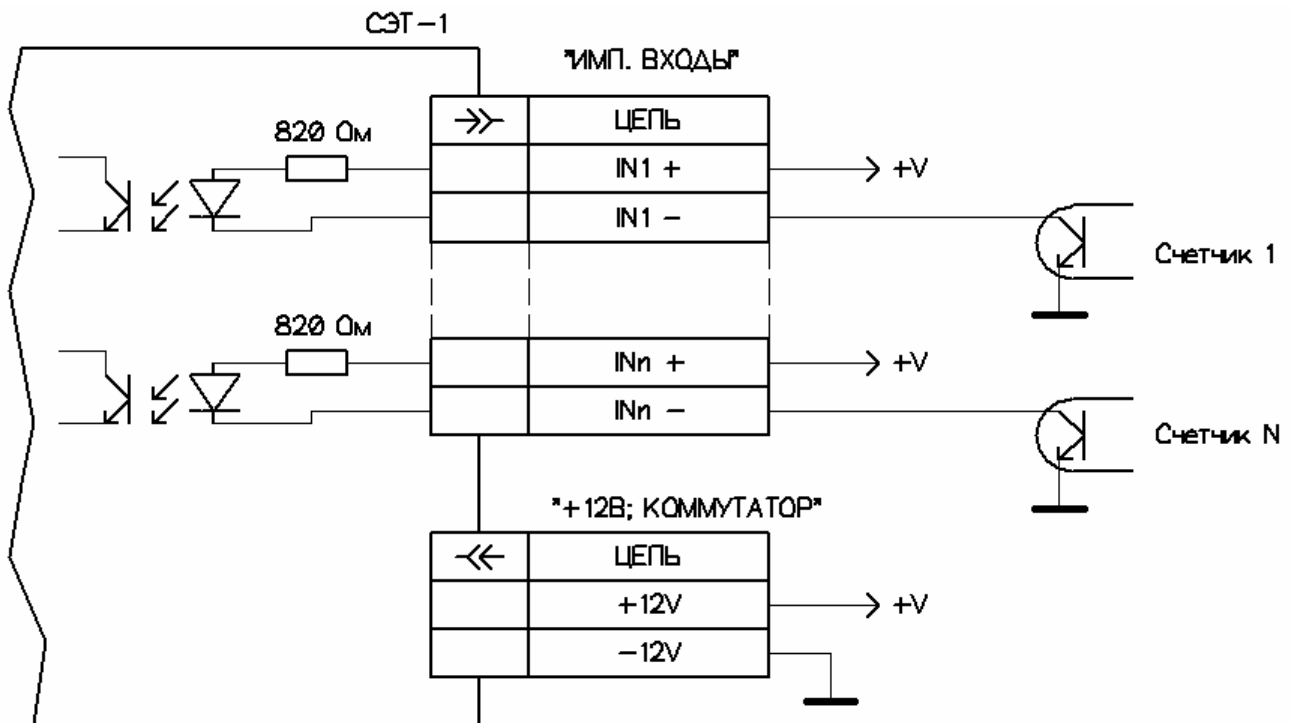 СЭТ-1
"ИМП. ВХОДЫ"
ЦЕПЬ
820 Ом
IN1 +
+V
IN1 -
Счетчик 1
820 Ом
INn +
+V
INn -
Счетчик N
"+12В; КОММУТАТОР"
ЦЕПЬ
+12V
+V
-12V